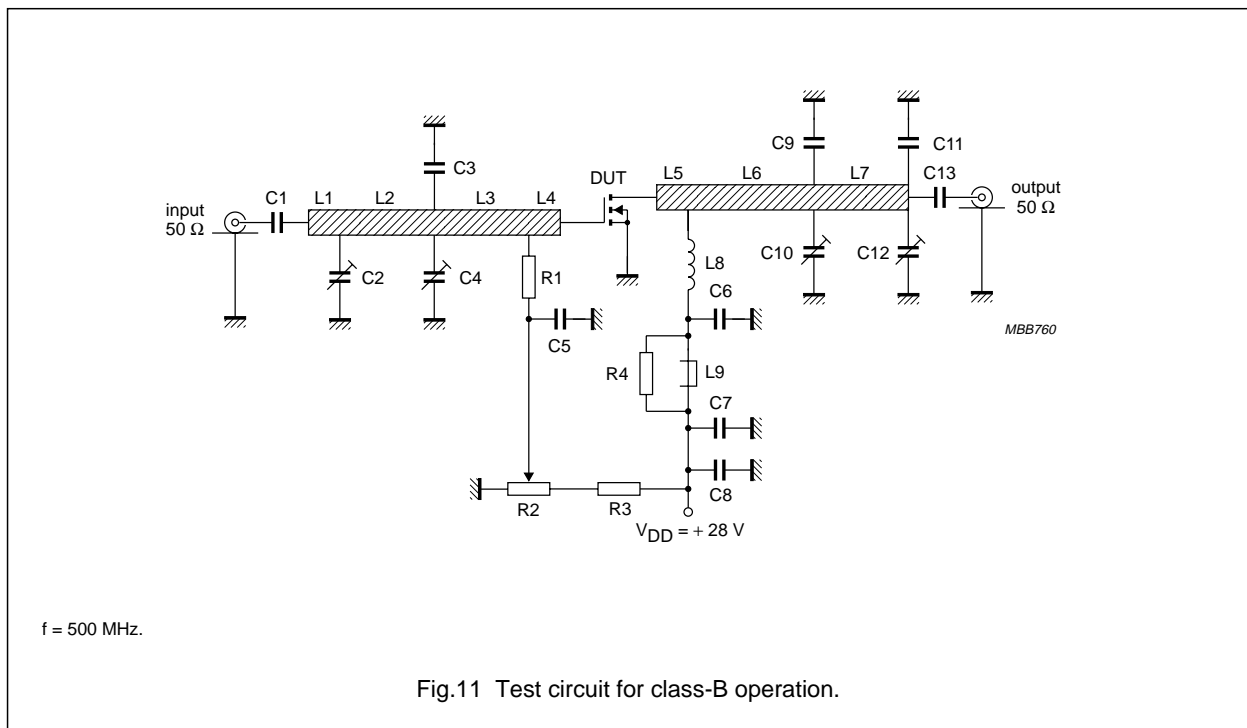 C9
C11
C3
L5
L6
L7
C13
DUT
output
50 Ω
C1
L1
L2
L3
L4
input
50 Ω
C10
C12
L8
C2
C4
R1
C6
C5
MBB760
R4
L9
C7
C8
R2
R3
VDD = + 28 V
f = 500 MHz.
Fig.11 Test circuit for class-B operation.